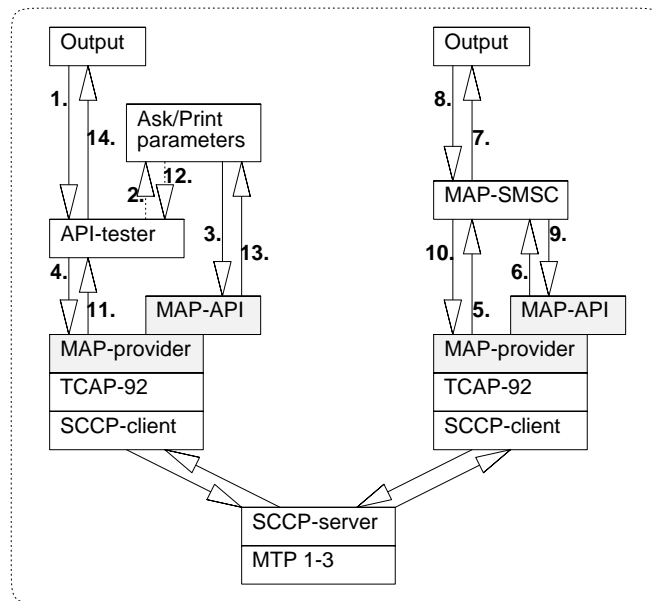 Output
Output
1.
8.
14.
Ask/Print
parameters
7.
12.
2.
MAP-SMSC
API-tester
3.
13.
10.
9.
4.
6.
11.
MAP-API
5.
MAP-API
MAP-provider
MAP-provider
TCAP-92
TCAP-92
SCCP-client
SCCP-client
SCCP-server
MTP 1-3